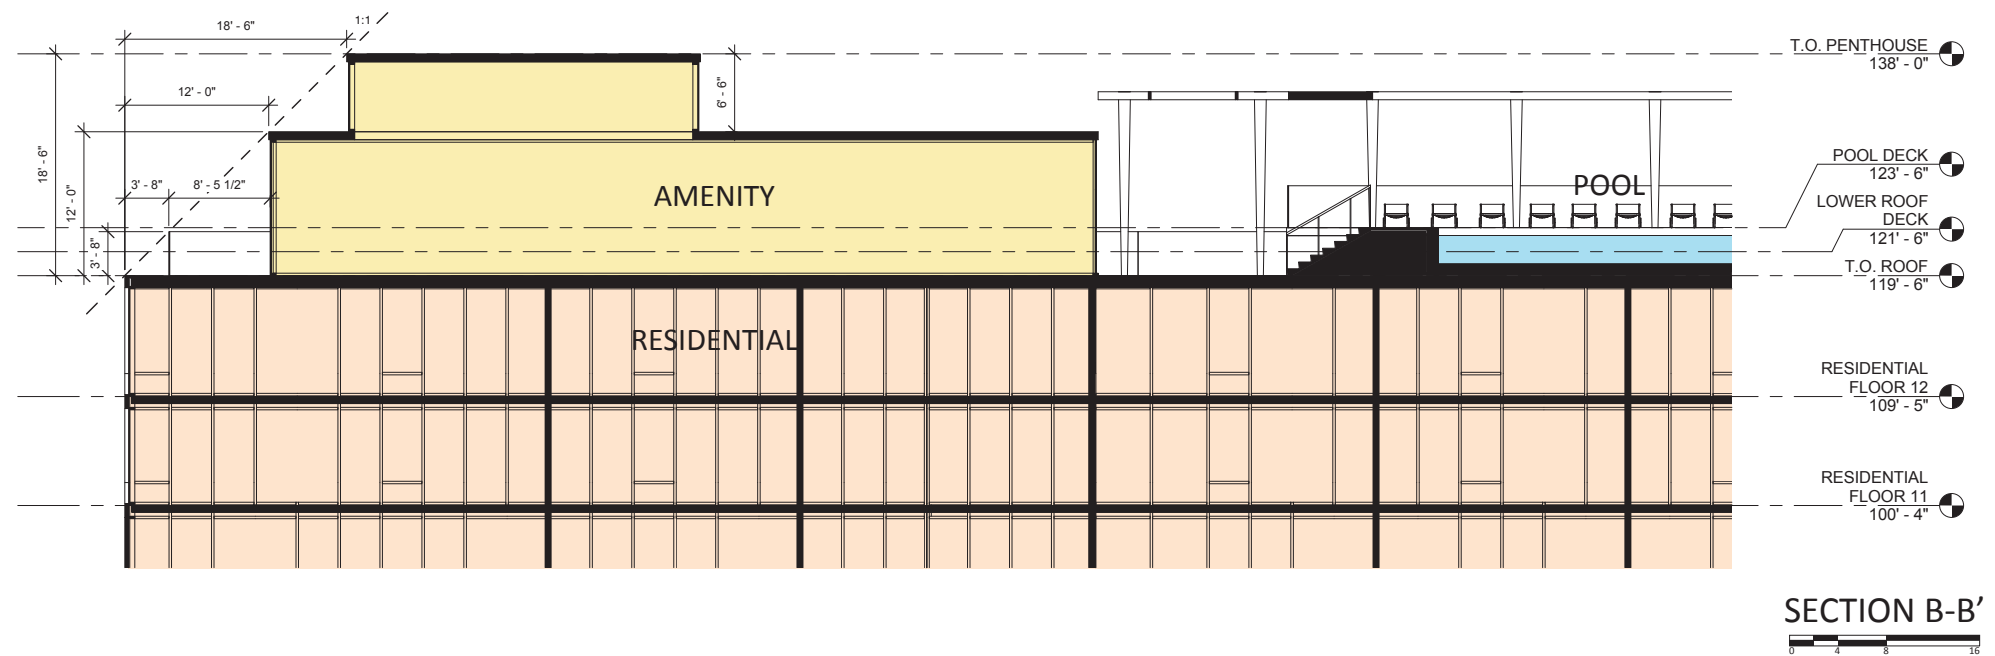 18' - 6"
1:1
T.O. PENTHOUSE
138' - 0"
12' - 0"
6' - 6"
18' - 6"
POOL DECK
123' - 6"
3' - 8"
8' - 5 1/2"
AMENITY
POOL
12' - 0"
LOWER ROOF
DECK
121' - 6"
3' - 8"
T.O. ROOF
119' - 6"
RESIDENTIAL
RESIDENTIAL
FLOOR 12
109' - 5"
RESIDENTIAL
FLOOR 11
100' - 4"
SECTION B-B’
0 4 8 16